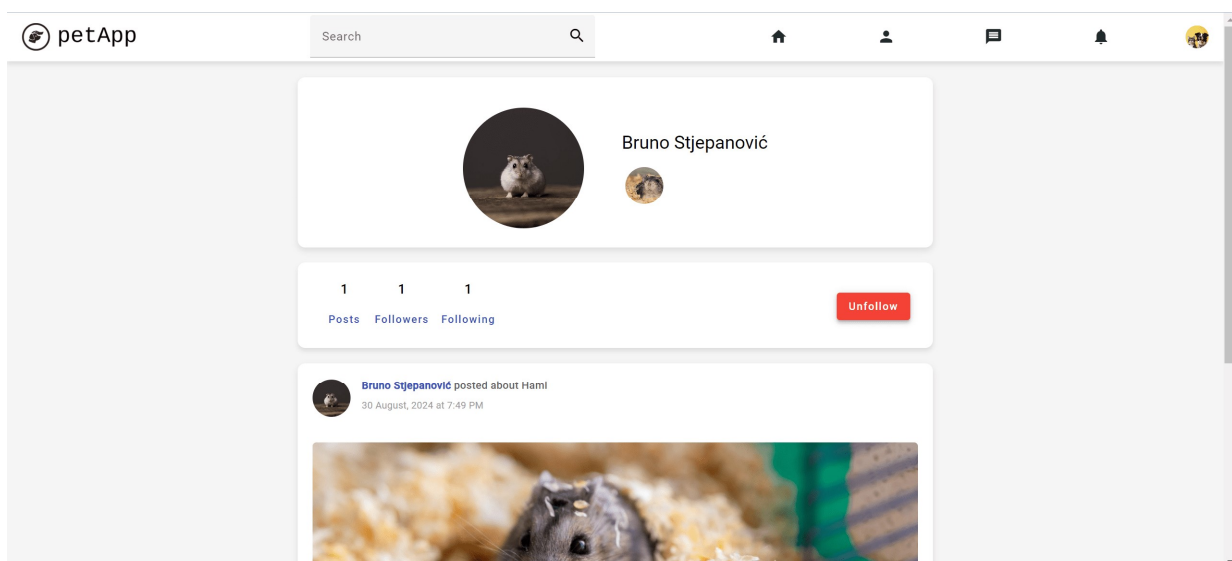 petApp
Search
Bruno Stjepanović
1 1 1
Posts Followers Following
Unfollow
Bruno Stjepanović posted about Hami
30 August, 2024 at 7:49 PM